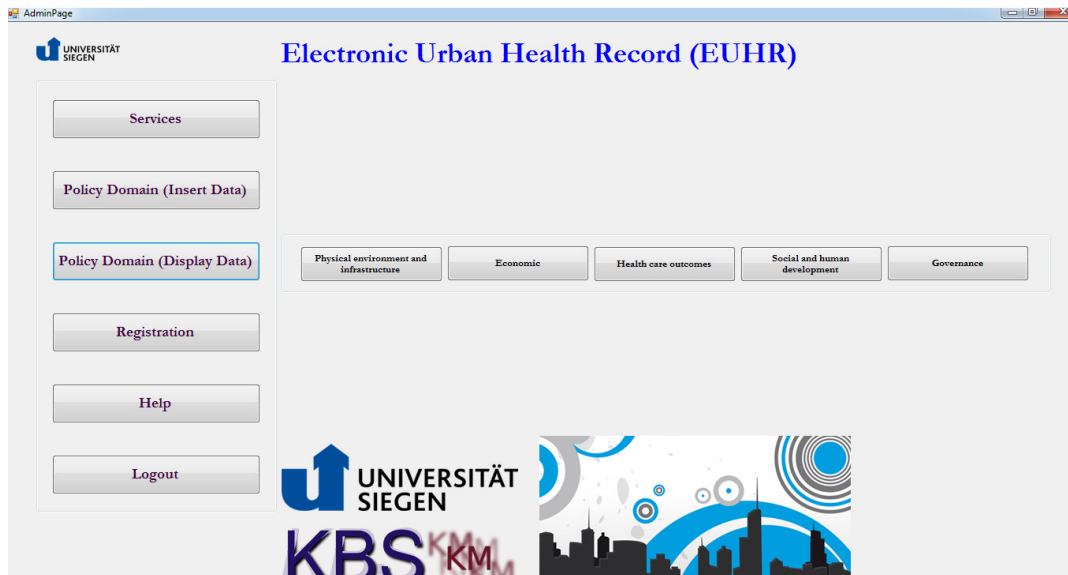 AdminPage
UNIVERSITÄT
SIEGEN
Electronic Urban Health Record (EUHR)
Services
Policy Domain (Insert Data)
Policy Domain (Display Data)
Physical environment and
infrastructure
Economic
Health care outcomes
Social and human
development
Governance
Registration
Help
Logout
UNIVERSITÄT
SIEGEN
KBS
KM